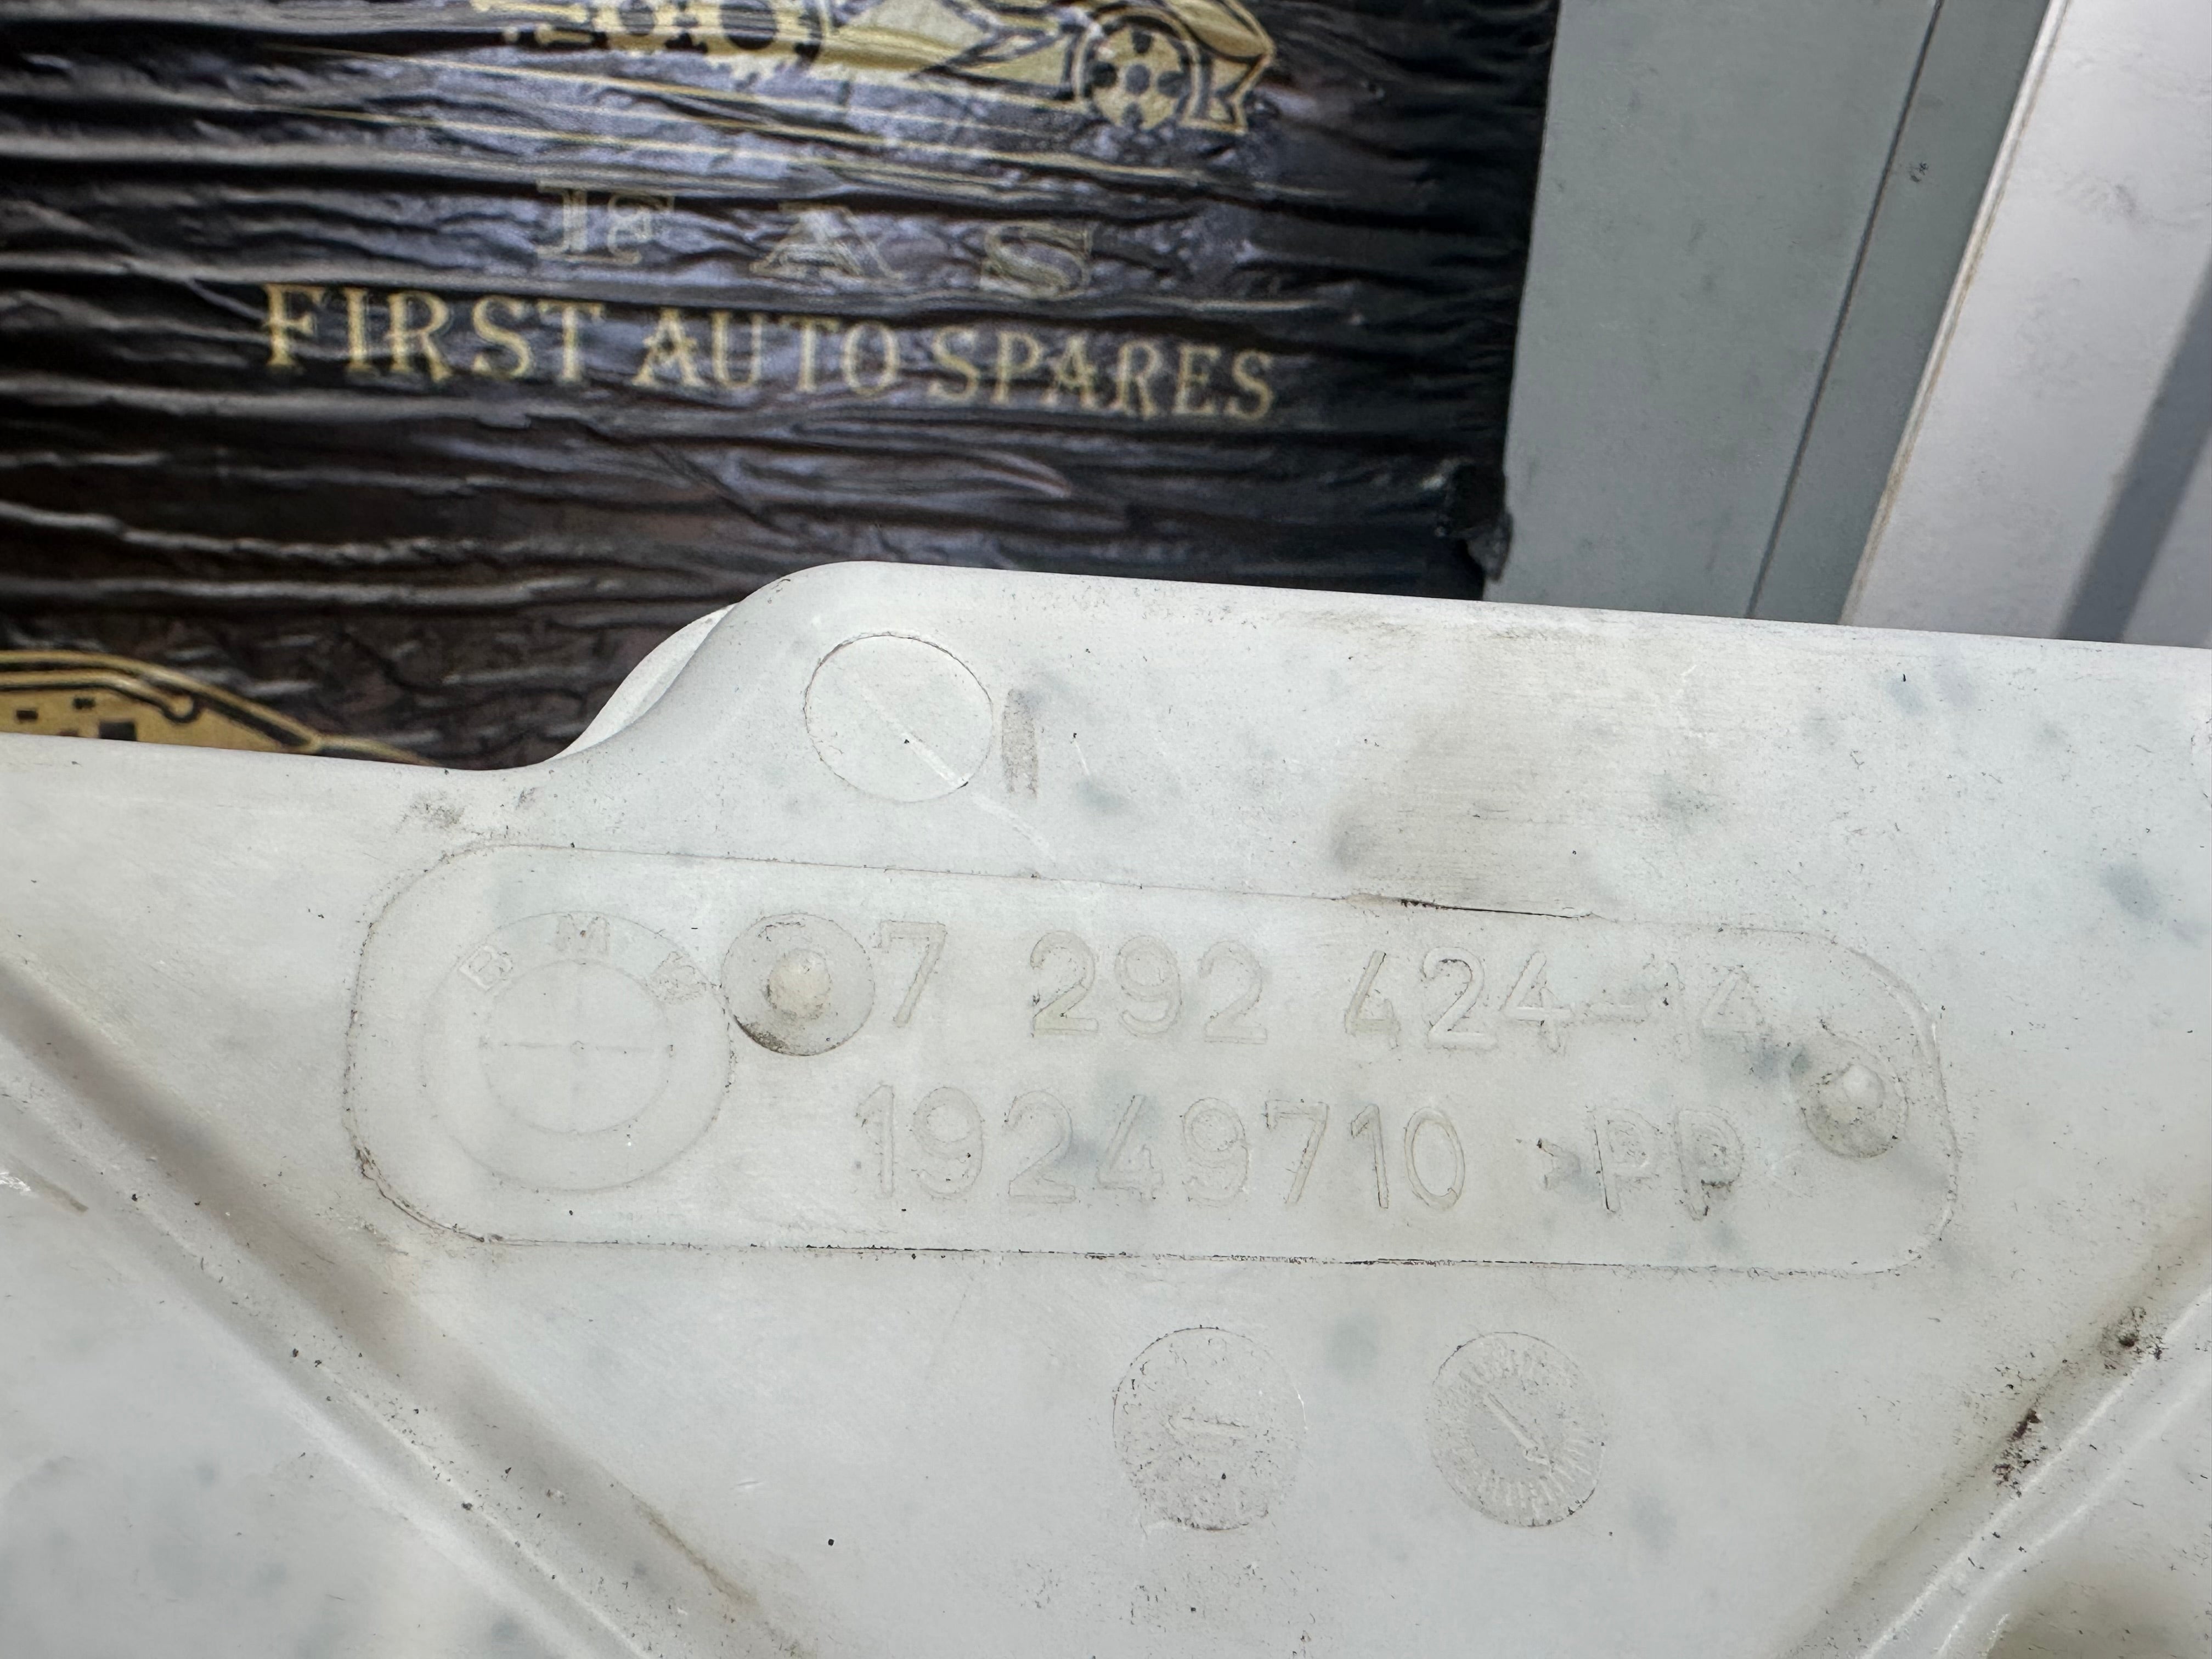 FAS
FIRST AUTO SPARES
BMW
7 292 424-14
19249710 >PP<